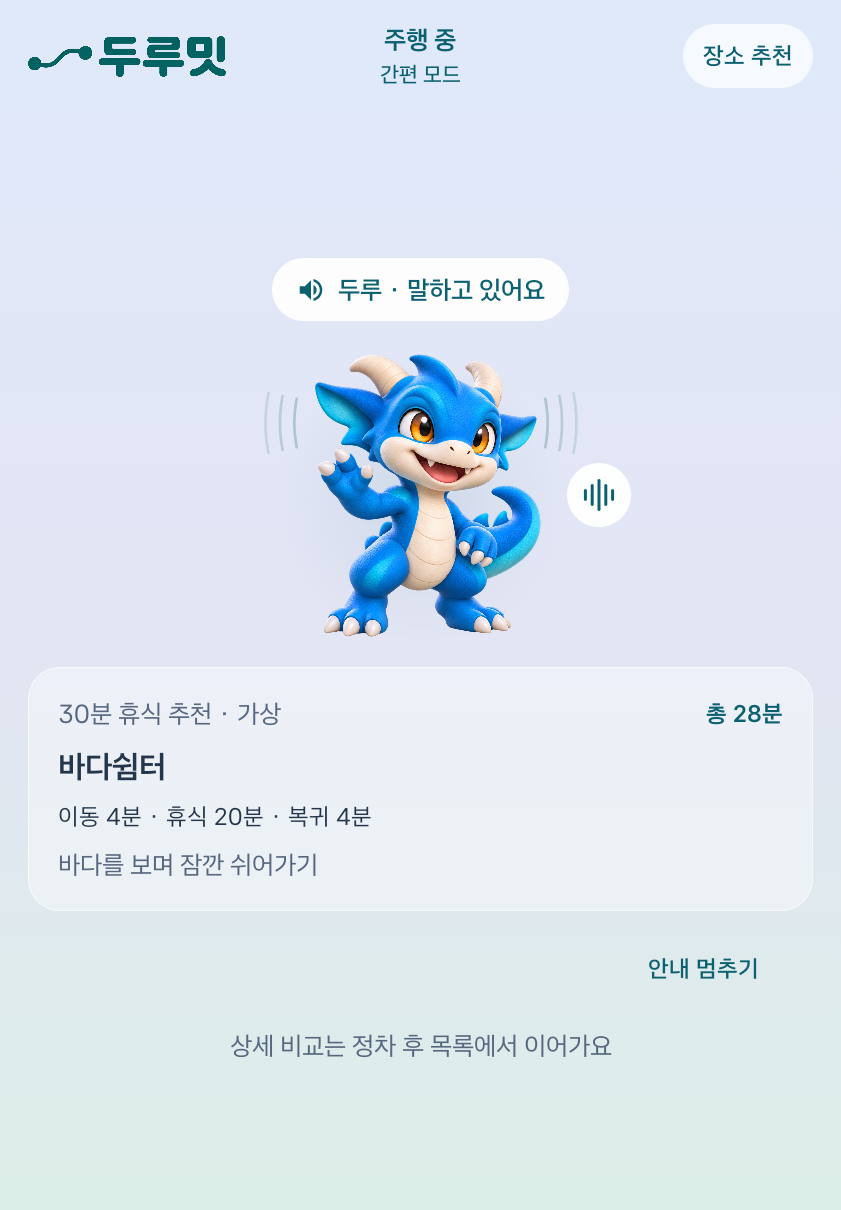 두루밋
주행 중
간편 모드
장소 추천
두루 · 말하고 있어요
30분 휴식 추천 · 가상
총 28분
바다쉼터
이동 4분 · 휴식 20분 · 복귀 4분
바다를 보며 잠깐 쉬어가기
안내 멈추기
상세 비교는 정차 후 목록에서 이어가요